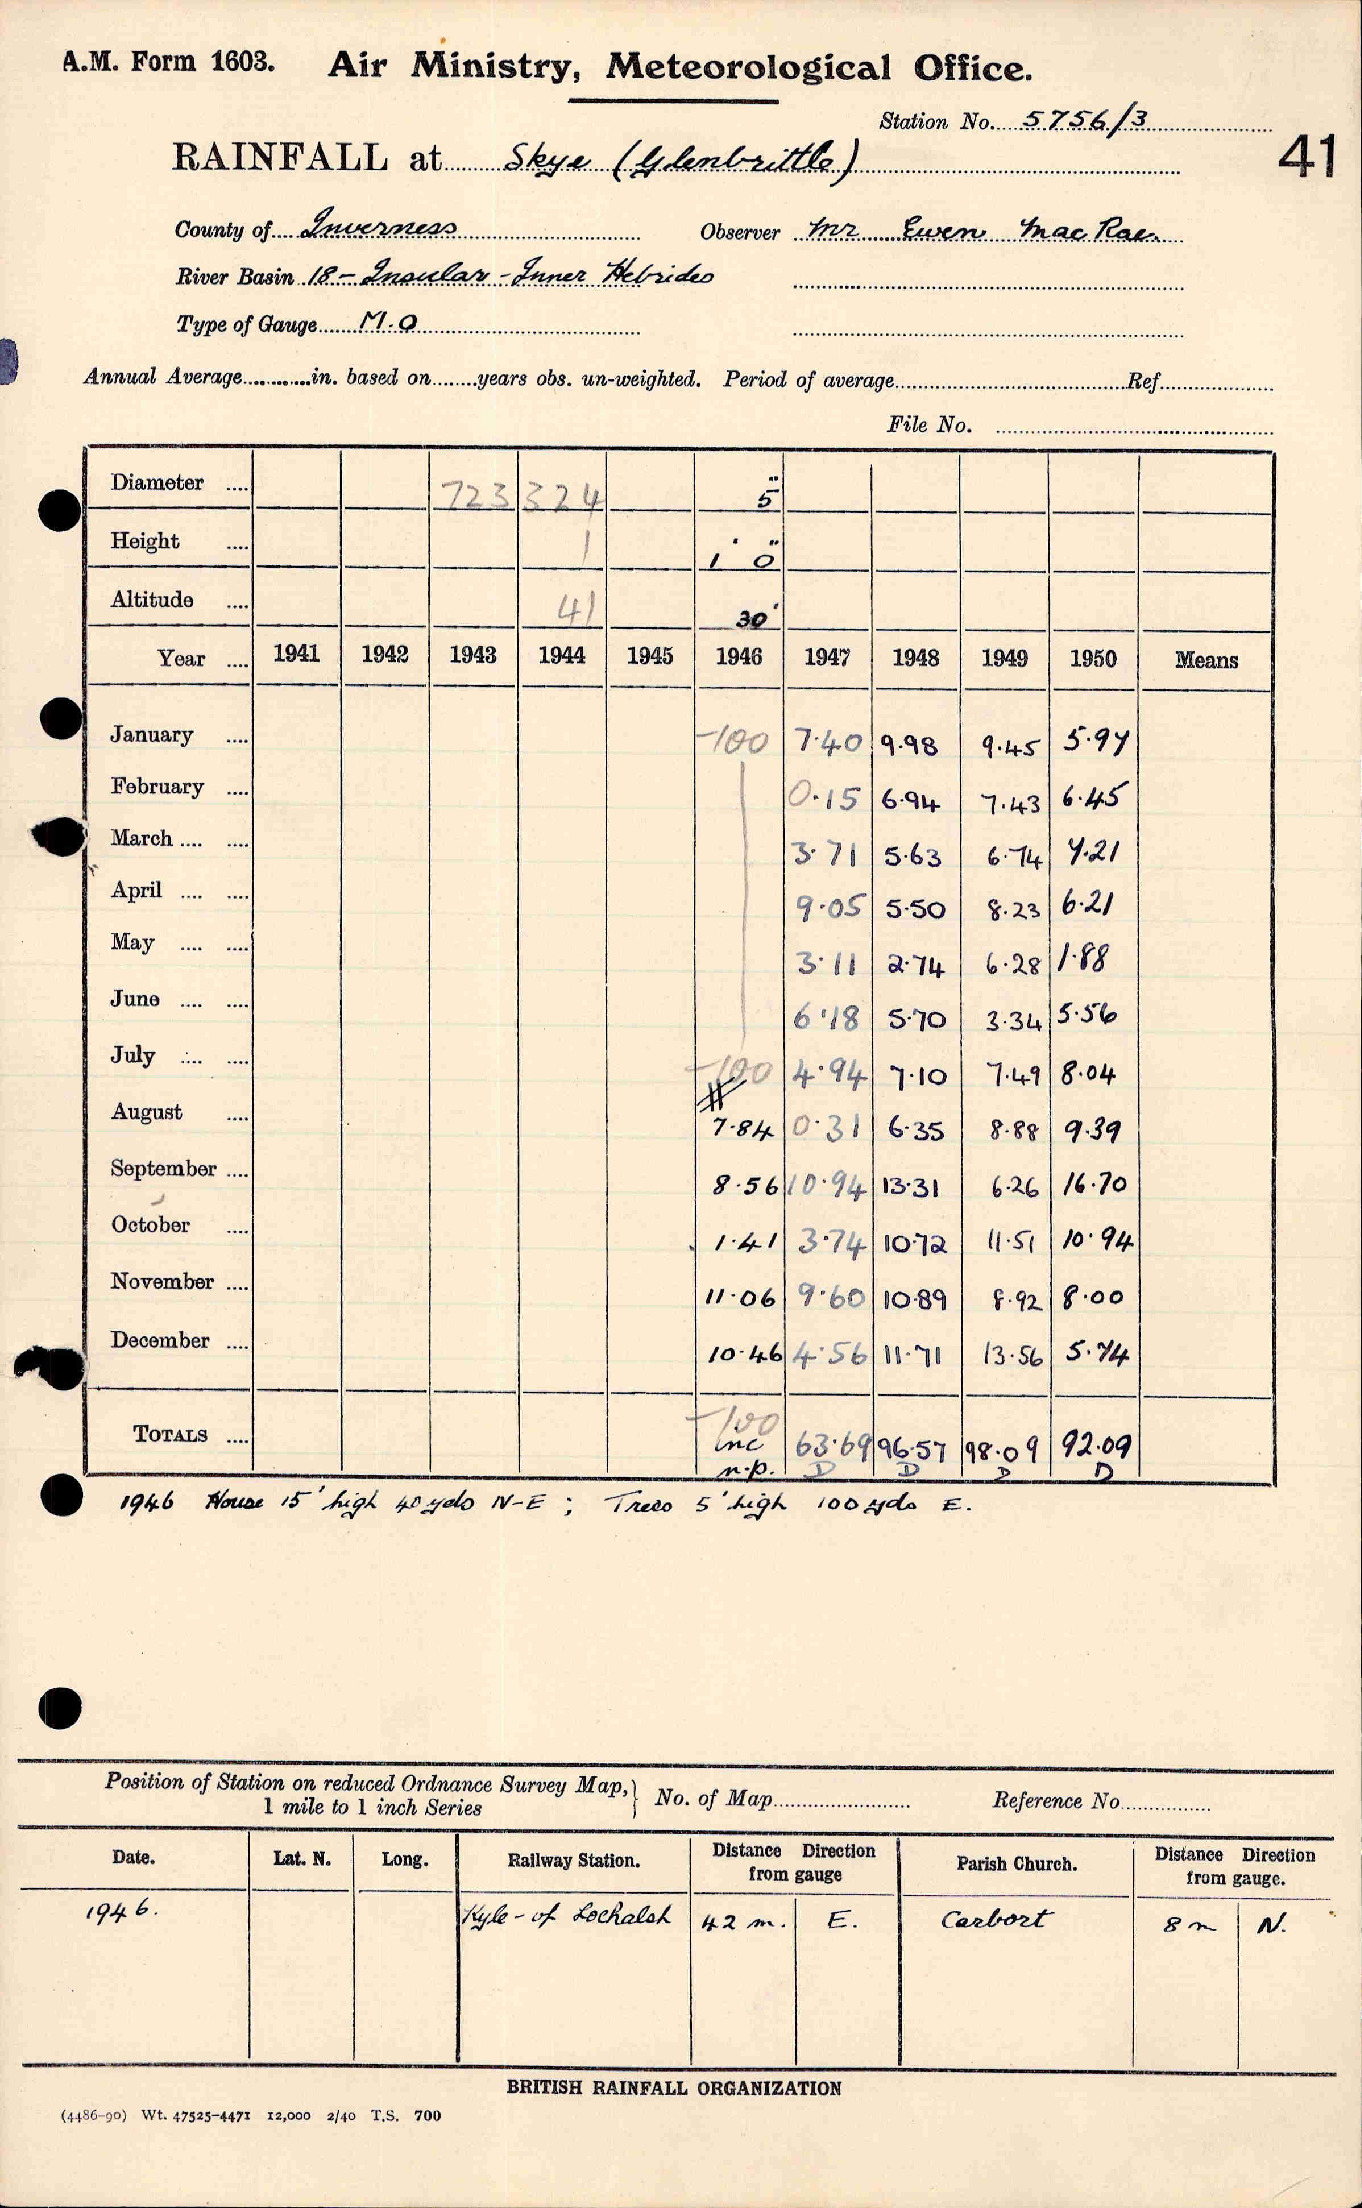 A.M. Form 1603. Air Ministry, Meteorological Office.
Station No. 5756/3
41
RAINFALL at Skye (Glenbrittle)
County of Inverness Observer Mr Ewen MacRae.
River Basin 18 - Insular - Inner Hebrides
Type of Gauge M.O
Annual Average............in. based on........years obs. un-weighted. Period of average........ Ref........
File No. ........
Diameter .... 723 324 5"
Height .... 1 1' 0"
Altitude .... 41 30'
Year .... 1941 1942 1943 1944 1945 1946 1947 1948 1949 1950 Means
January .... -100 7.40 9.98 9.45 5.97
February .... 0.15 6.94 7.43 6.45
March .... .... 3.71 5.63 6.74 7.21
April .... .... 9.05 5.50 8.23 6.21
May .... .... 3.11 2.74 6.28 1.88
June .... .... 6.18 5.70 3.34 5.56
July .... .... -100 4.94 7.10 7.49 8.04
August .... # 7.84 0.31 6.35 8.88 9.39
September .... 8.56 10.94 13.31 6.26 16.70
October .... 1.41 3.74 10.72 11.51 10.94
November .... 11.06 9.60 10.89 8.92 8.00
December .... 10.46 4.56 11.71 13.56 5.74
-100
TOTALS .... inc 63.69 96.57 98.09 92.09
n.p. D D D D
1946 House 15' high 40 yds N-E ; Trees 5' high 100 yds E.
Position of Station on reduced Ordnance Survey Map, } No. of Map........ Reference No........
1 mile to 1 inch Series
Date. Lat. N. Long. Railway Station. Distance Direction from gauge Parish Church. Distance Direction from gauge.
1946. Kyle-of Lochalsh 42 m. E. Carbort 8 m N.
BRITISH RAINFALL ORGANIZATION
(4486-90) Wt. 47525-4471 12,000 2/40 T.S. 700